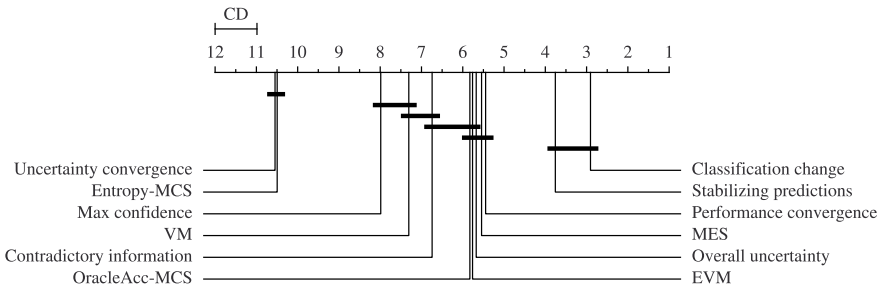 CD
12 11 10 9 8 7 6 5 4 3 2 1
Uncertainty convergence
Entropy-MCS
Max confidence
VM
Contradictory information
OracleAcc-MCS
Classification change
Stabilizing predictions
Performance convergence
MES
Overall uncertainty
EVM